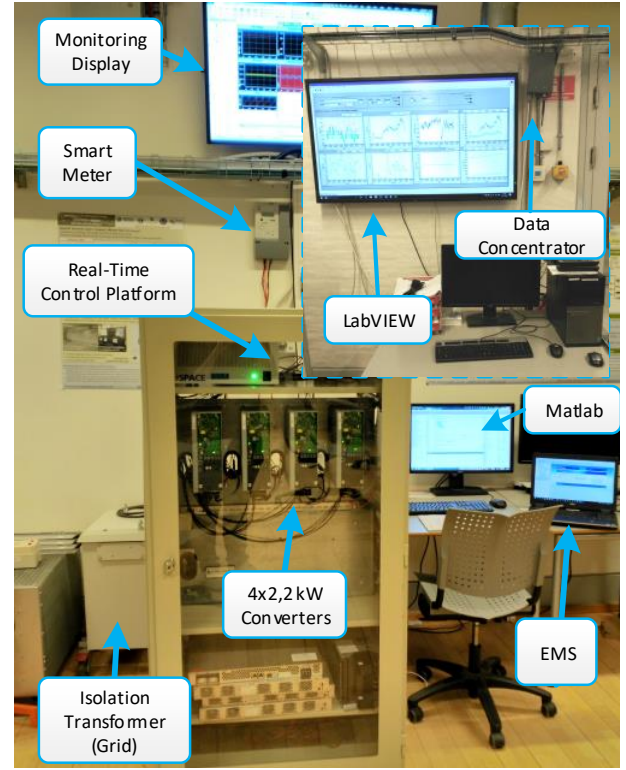 Monitoring
Display
Smart
Meter
Real-Time
Control Platform
Data
Concentrator
LabVIEW
SPACE
Matlab
4x2,2 kW
Converters
EMS
Isolation
Transformer
(Grid)